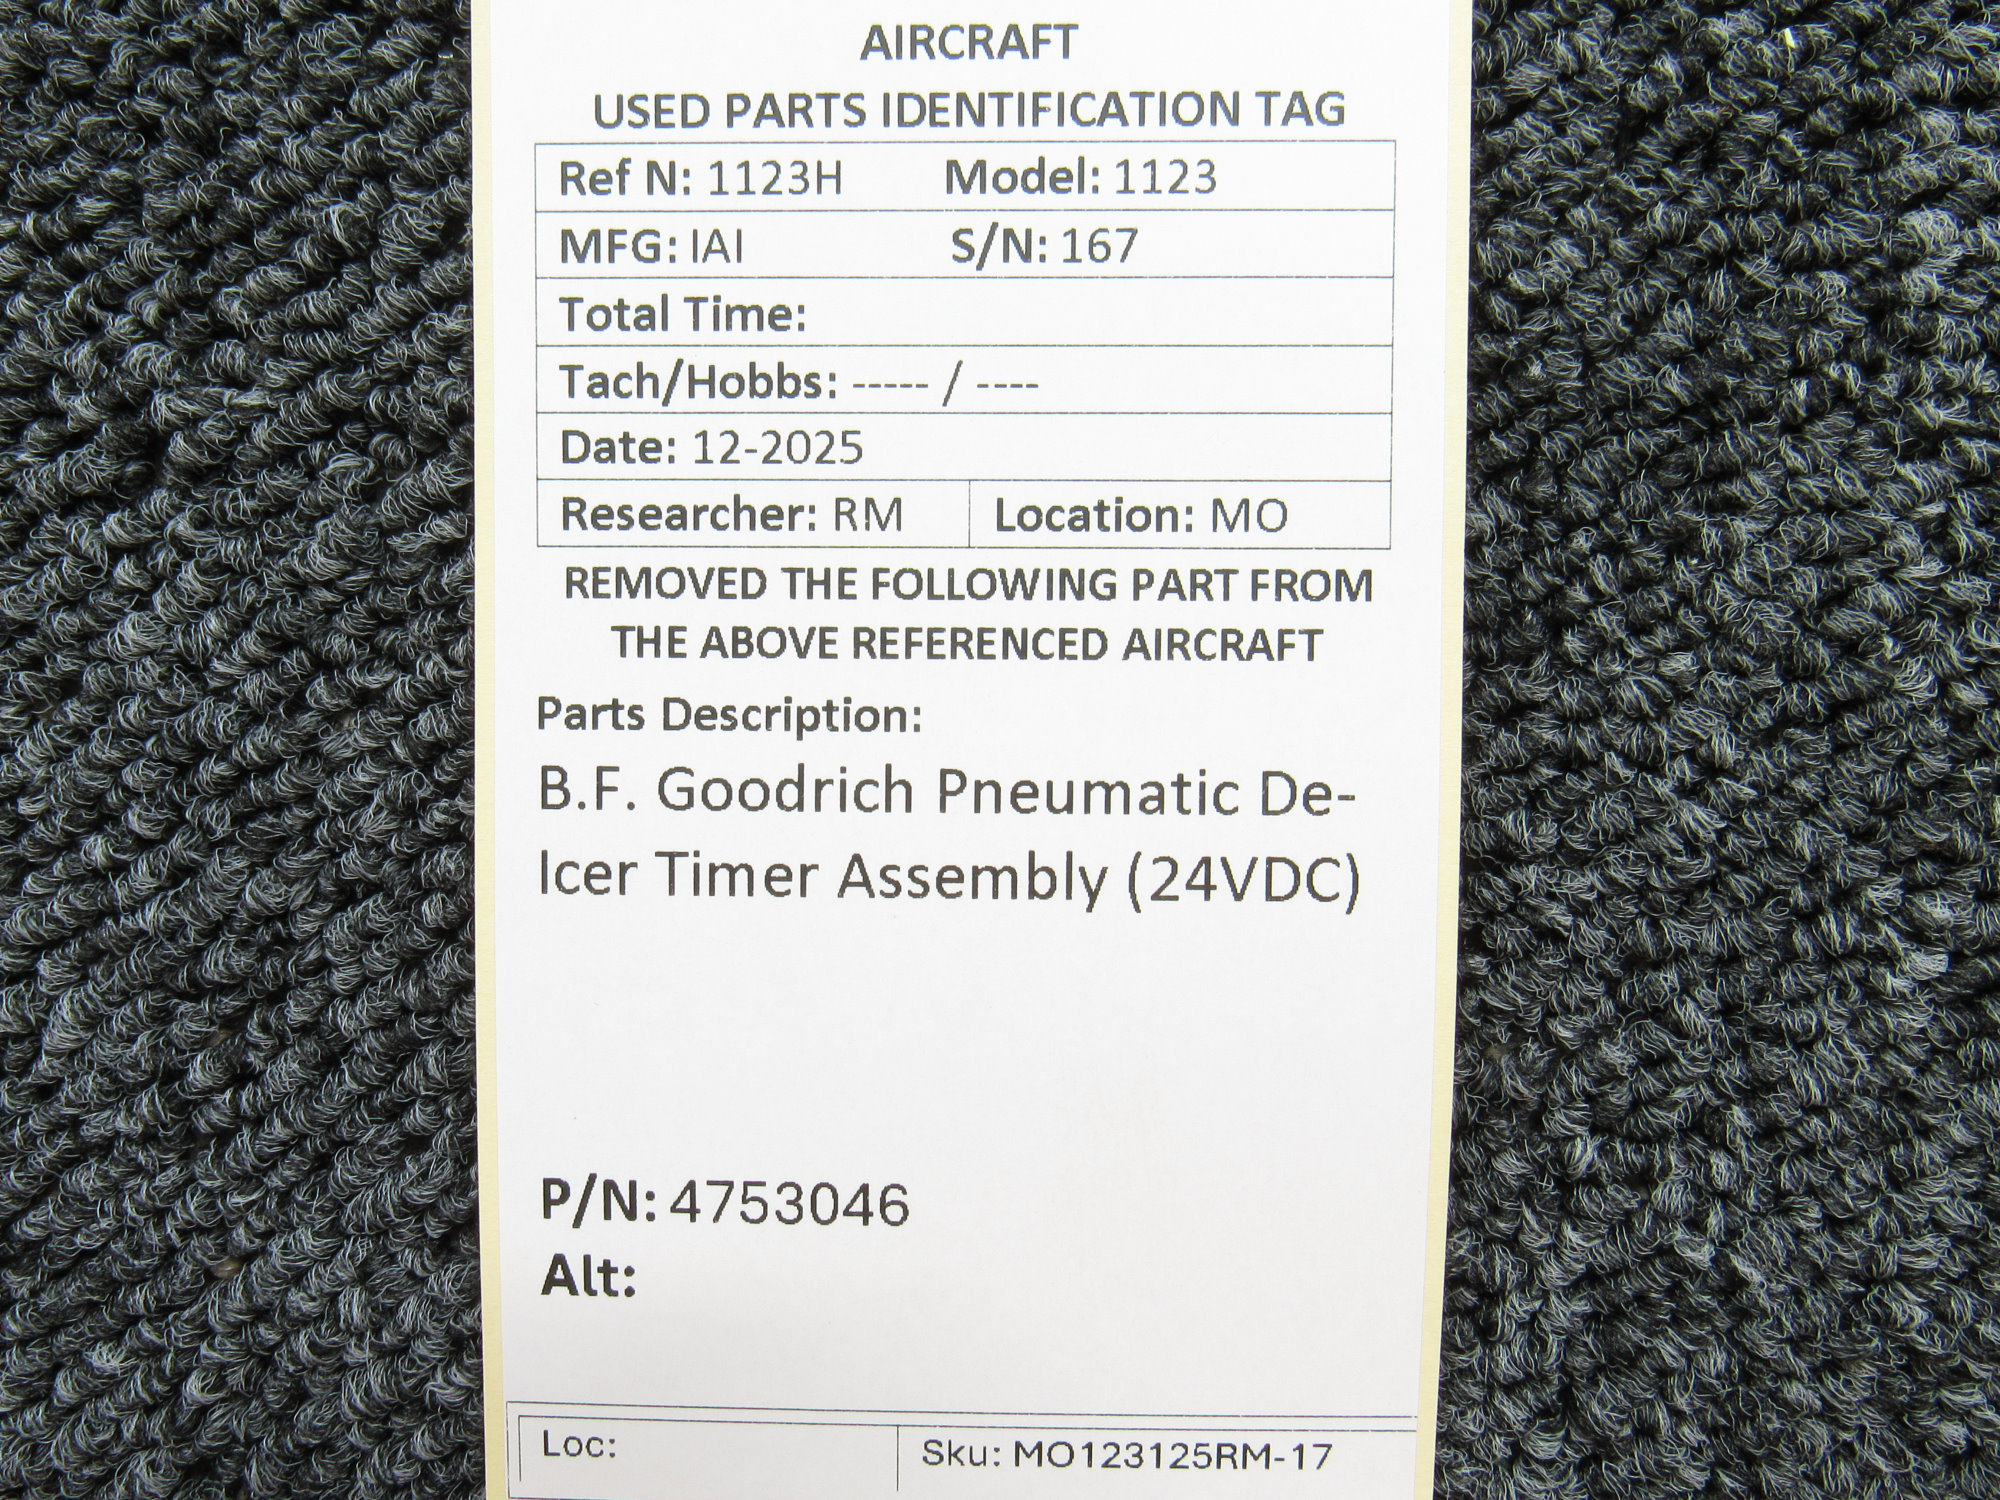 AIRCRAFT
USED PARTS IDENTIFICATION TAG
Ref N: 1123H Model: 1123
MFG: IAI S/N: 167
Total Time:
Tach/Hobbs: ----- / ----
Date: 12-2025
Researcher: RM Location: MO
REMOVED THE FOLLOWING PART FROM
THE ABOVE REFERENCED AIRCRAFT
Parts Description:
B.F. Goodrich Pneumatic De-
Icer Timer Assembly (24VDC)
P/N: 4753046
Alt:
Loc: Sku: MO123125RM-17